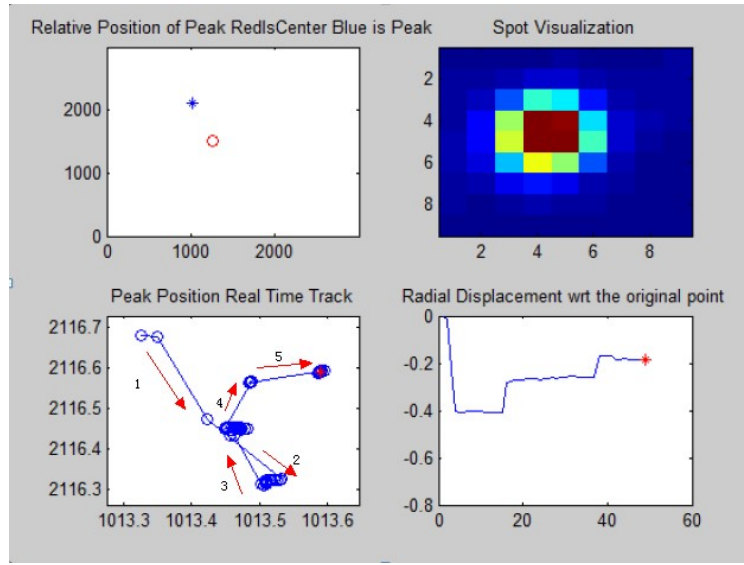 Relative Position of Peak RedIsCenter Blue is Peak
2000
1000
0
0 1000 2000
Spot Visualization
2
4
6
8
2 4 6 8
Peak Position Real Time Track
2116.7
2116.6
2116.5
2116.4
2116.3
1013.3 1013.4 1013.5 1013.6
1
2
3
4
5
Radial Displacement wrt the original point
0
-0.2
-0.4
-0.6
-0.8
0 20 40 60